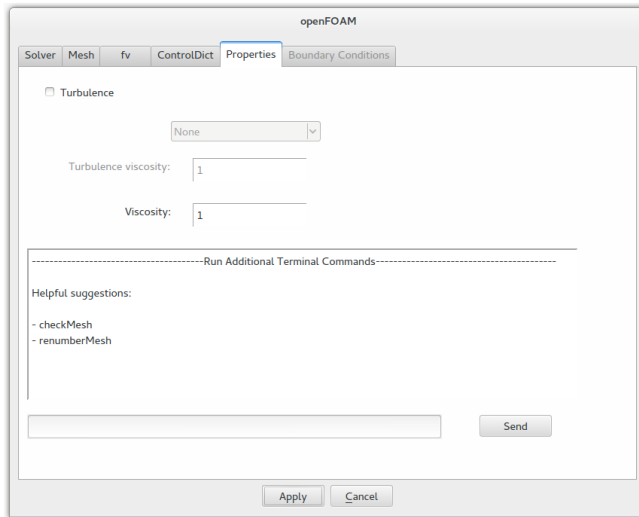 openFOAM
Solver Mesh fv ControlDict Properties Boundary Conditions
Turbulence
None
Turbulence viscosity: 1
Viscosity: 1
---------------------------------------Run Additional Terminal Commands-----------------------------------------
Helpful suggestions:
- checkMesh
- renumberMesh
Send
Apply Cancel